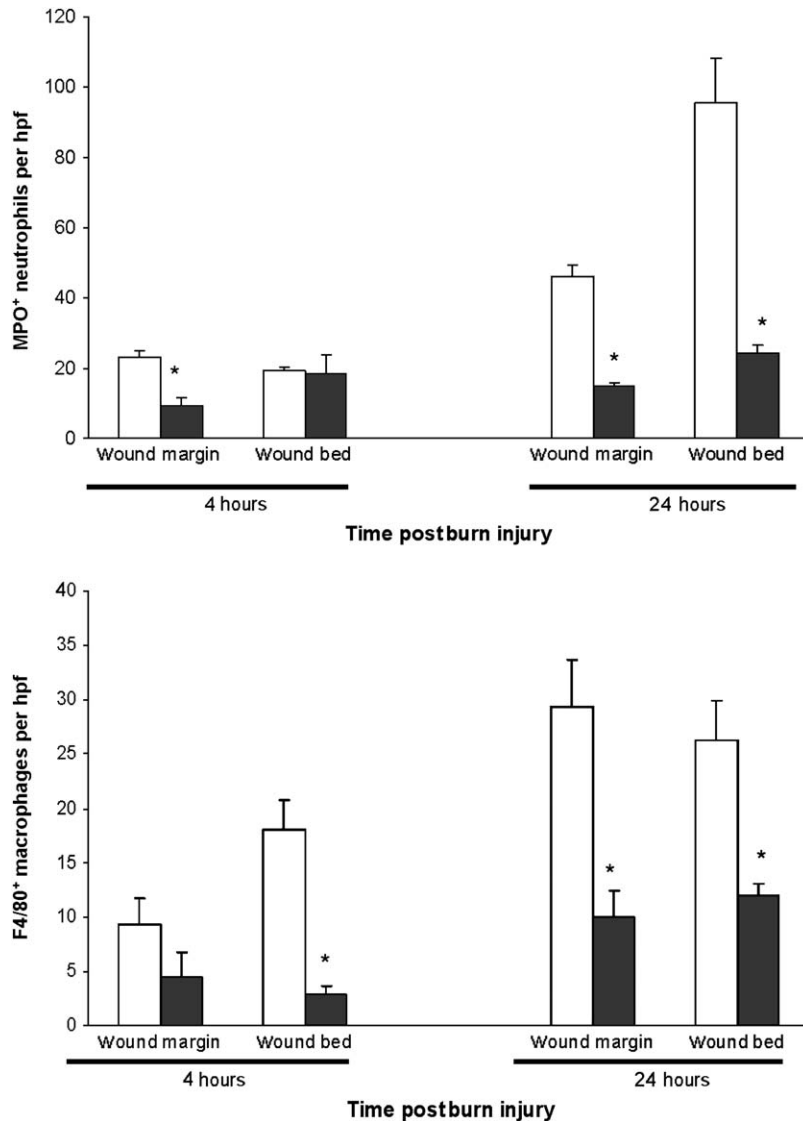 120
100
80
60
40
20
0
MPO⁺ neutrophils per hpf
*
*
*
Wound margin Wound bed Wound margin Wound bed
4 hours 24 hours
Time postburn injury
40
35
30
25
20
15
10
5
0
F4/80⁺ macrophages per hpf
*
*
*
Wound margin Wound bed Wound margin Wound bed
4 hours 24 hours
Time postburn injury